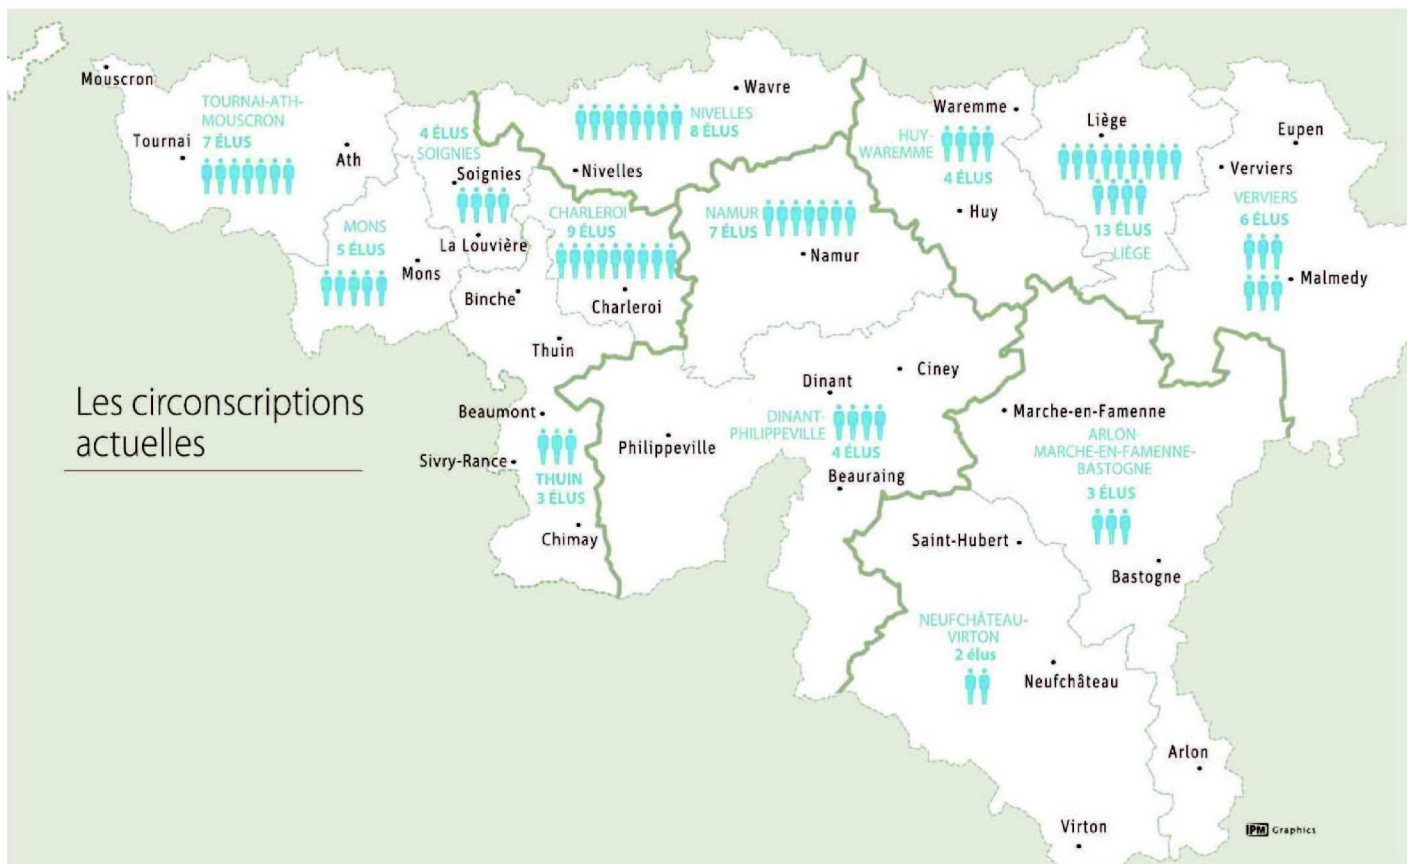 Mouscron
TOURNAI-ATH-
MOUSCRON
7 ÉLUS
Tournai
Ath
4 ÉLUS
SOIGNIES
Soignies
MONS
5 ÉLUS
Mons
La Louvière
Binche
Thuin
NIVELLES
8 ÉLUS
Wavre
Nivelles
CHARLEROI
9 ÉLUS
Charleroi
NAMUR
7 ÉLUS
Namur
Waremme
HUY-
WAREMME
4 ÉLUS
Huy
Liège
13 ÉLUS
LIÈGE
Eupen
Verviers
VERVIERS
6 ÉLUS
Malmedy
Les circonscriptions
actuelles
Beaumont
Sivry-Rance
THUIN
3 ÉLUS
Chimay
Philippeville
Dinant
Ciney
DINANT-
PHILIPPEVILLE
4 ÉLUS
Beauraing
Marche-en-Famenne
ARLON-
MARCHE-EN-FAMENNE-
BASTOGNE
3 ÉLUS
Bastogne
Saint-Hubert
NEUFCHÂTEAU-
VIRTON
2 élus
Neufchâteau
Arlon
Virton
IPM Graphics